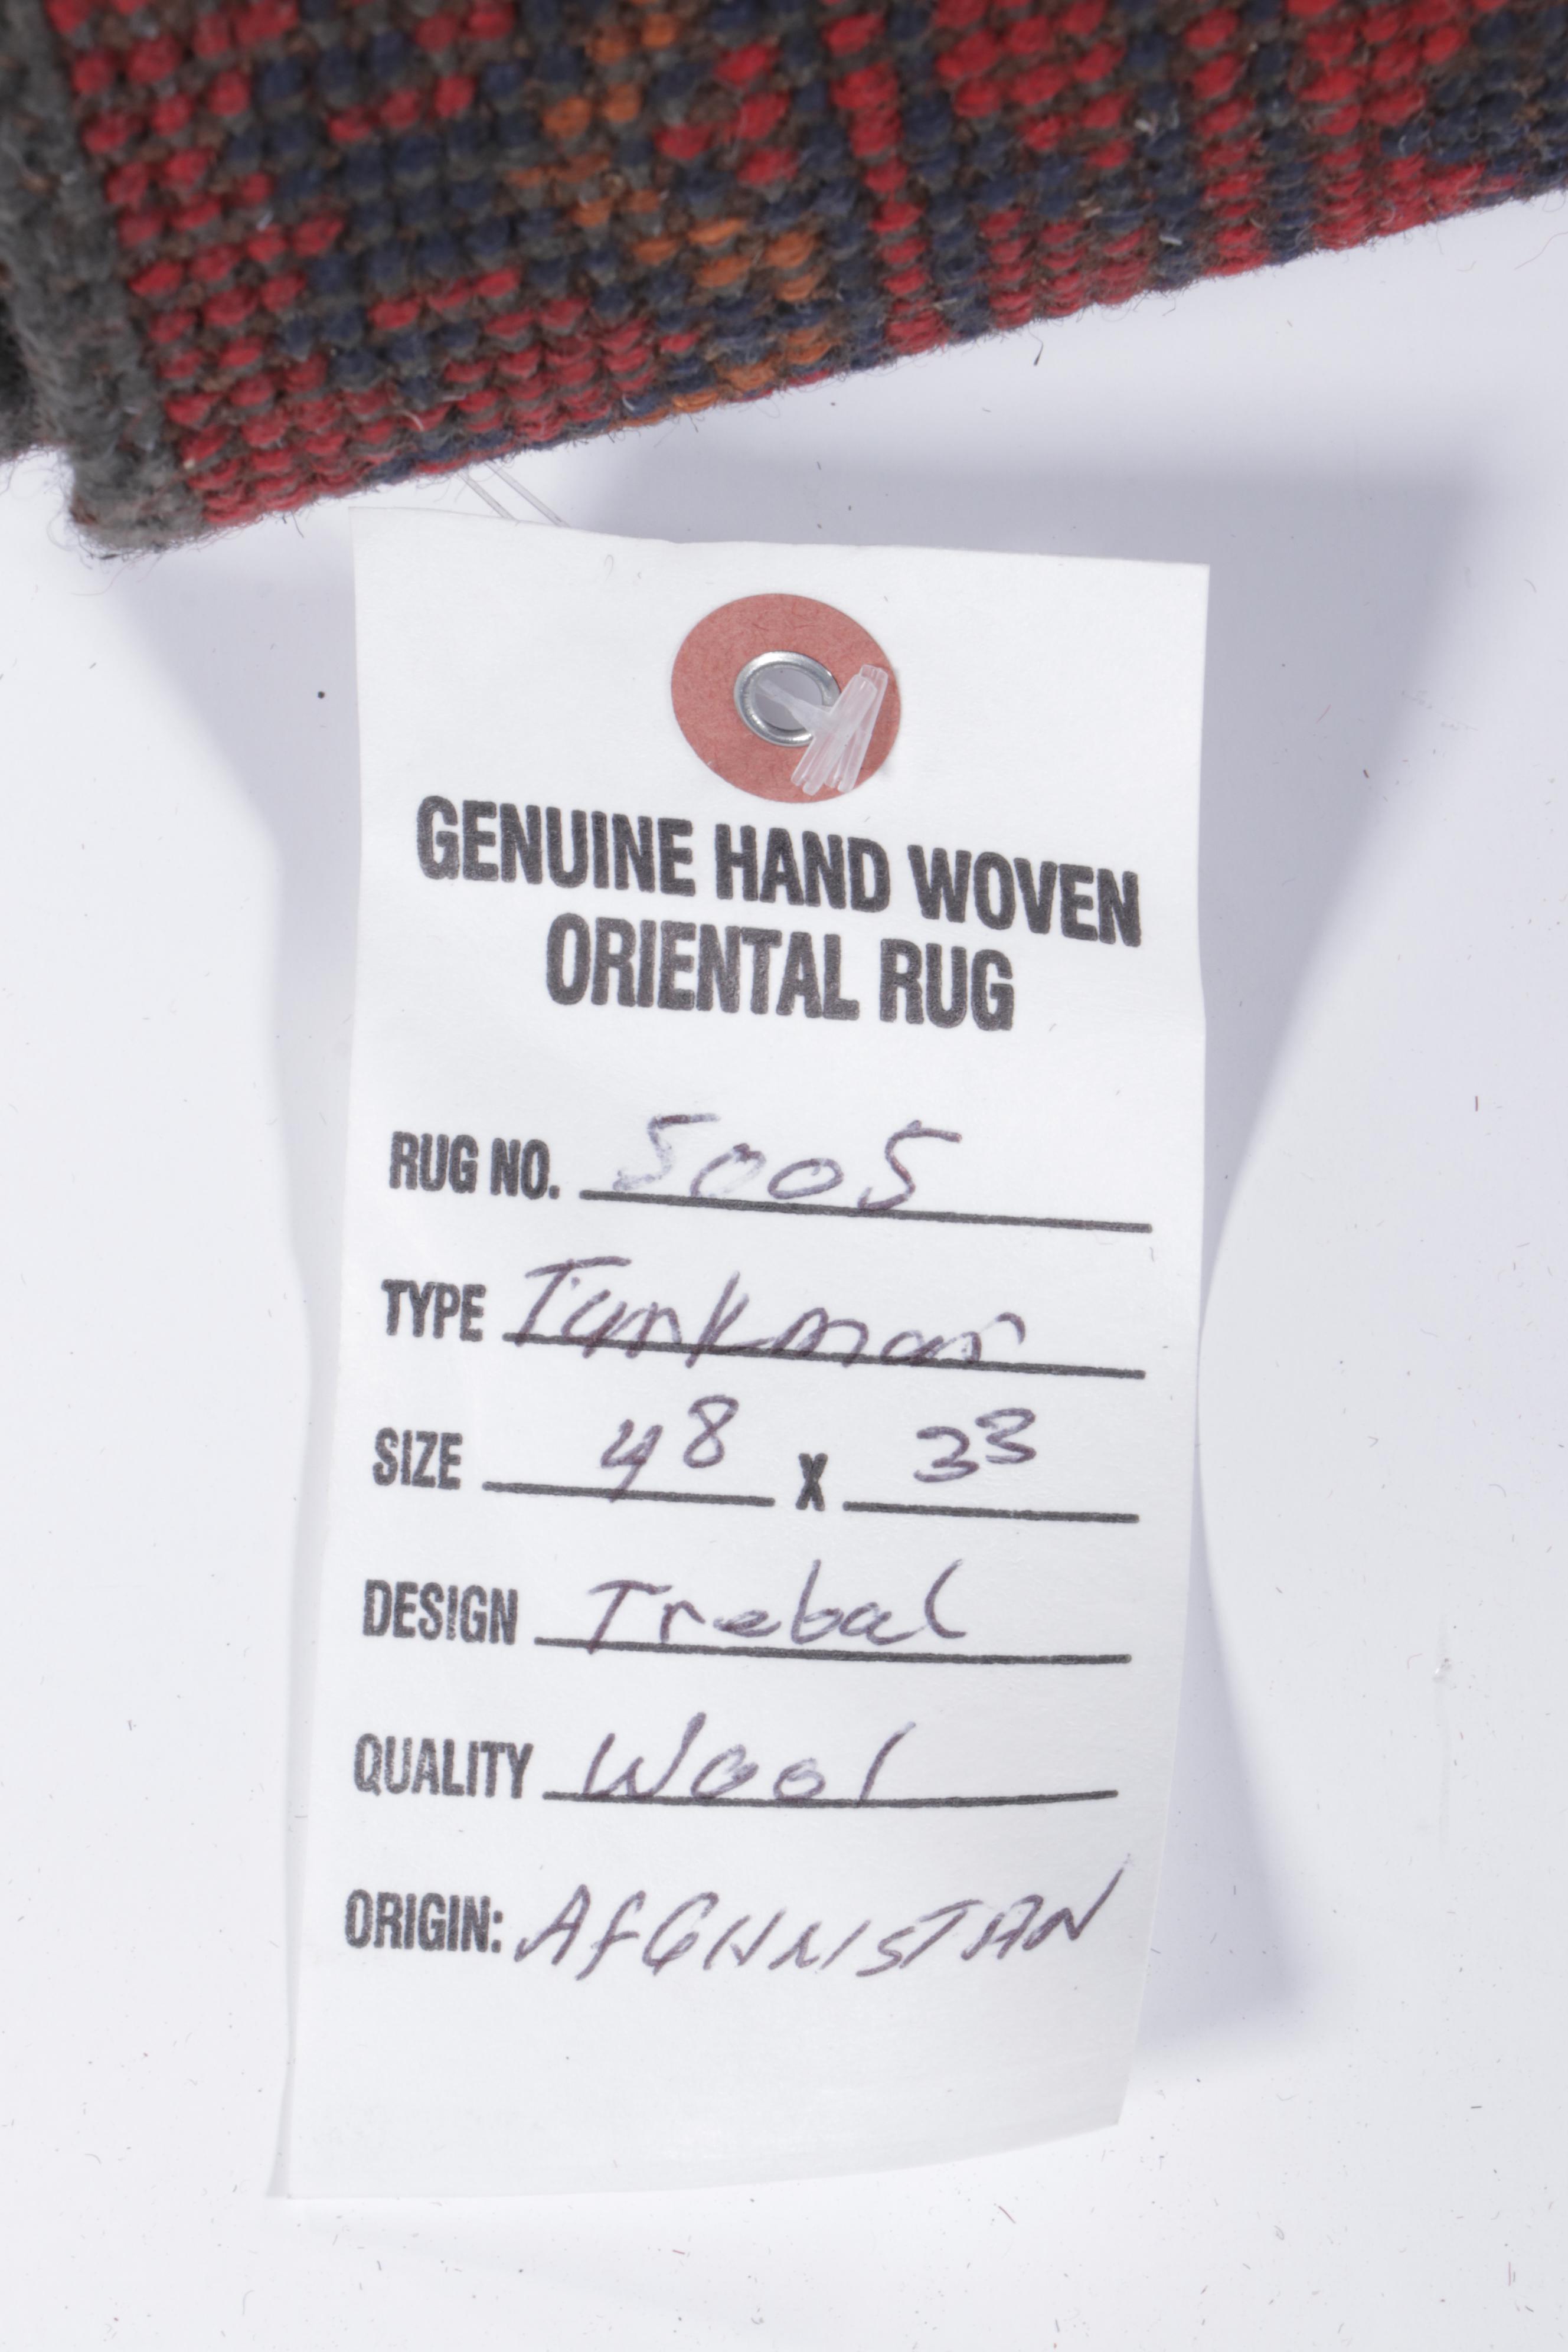 GENUINE HAND WOVEN
ORIENTAL RUG
RUG NO. 5005
TYPE Turkman
SIZE 4⁸ X 3³
DESIGN Trebal
QUALITY Wool
ORIGIN: AfGHNISTAN